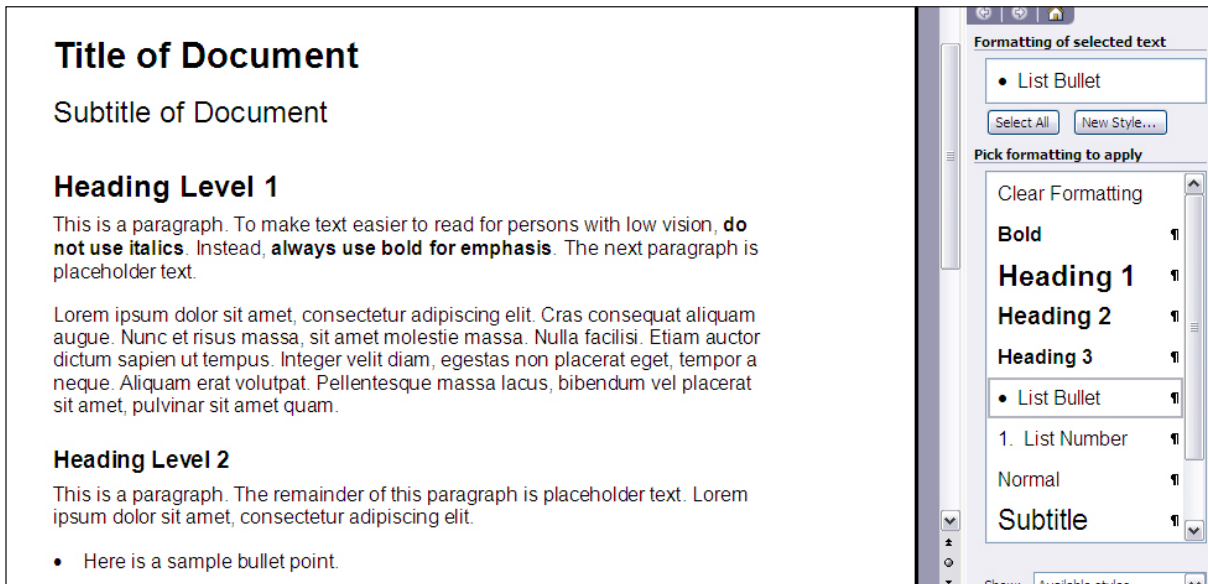 Title of Document
Subtitle of Document
Heading Level 1
This is a paragraph. To make text easier to read for persons with low vision, do
not use italics. Instead, always use bold for emphasis. The next paragraph is
placeholder text.
Lorem ipsum dolor sit amet, consectetur adipiscing elit. Cras consequat aliquam
augue. Nunc et risus massa, sit amet molestie massa. Nulla facilisi. Etiam auctor
dictum sapien ut tempus. Integer velit diam, egestas non placerat eget, tempor a
neque. Aliquam erat volutpat. Pellentesque massa lacus, bibendum vel placerat
sit amet, pulvinar sit amet quam.
Heading Level 2
This is a paragraph. The remainder of this paragraph is placeholder text. Lorem
ipsum dolor sit amet, consectetur adipiscing elit.
• Here is a sample bullet point.
Formatting of selected text
• List Bullet
Select All New Style...
Pick formatting to apply
Clear Formatting
Bold ¶
Heading 1 ¶
Heading 2 ¶
Heading 3 ¶
• List Bullet ¶
1. List Number ¶
Normal ¶
Subtitle ¶
Show: Available styles